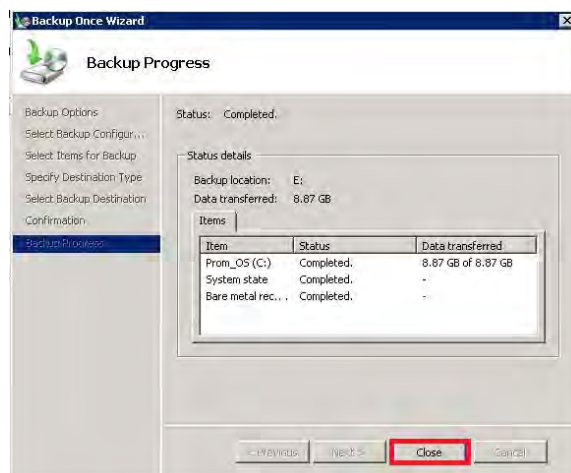 Backup Once Wizard
Backup Progress
Backup Options
Select Backup Configur...
Select Items for Backup
Specify Destination Type
Select Backup Destination
Confirmation
Backup Progress
Status: Completed.
Status details
Backup location: E:
Data transferred: 8.87 GB
Items
Item Status Data transferred
Prom_OS (C:) Completed. 8.87 GB of 8.87 GB
System state Completed. -
Bare metal rec... Completed. -
< Previous Next > Close Cancel